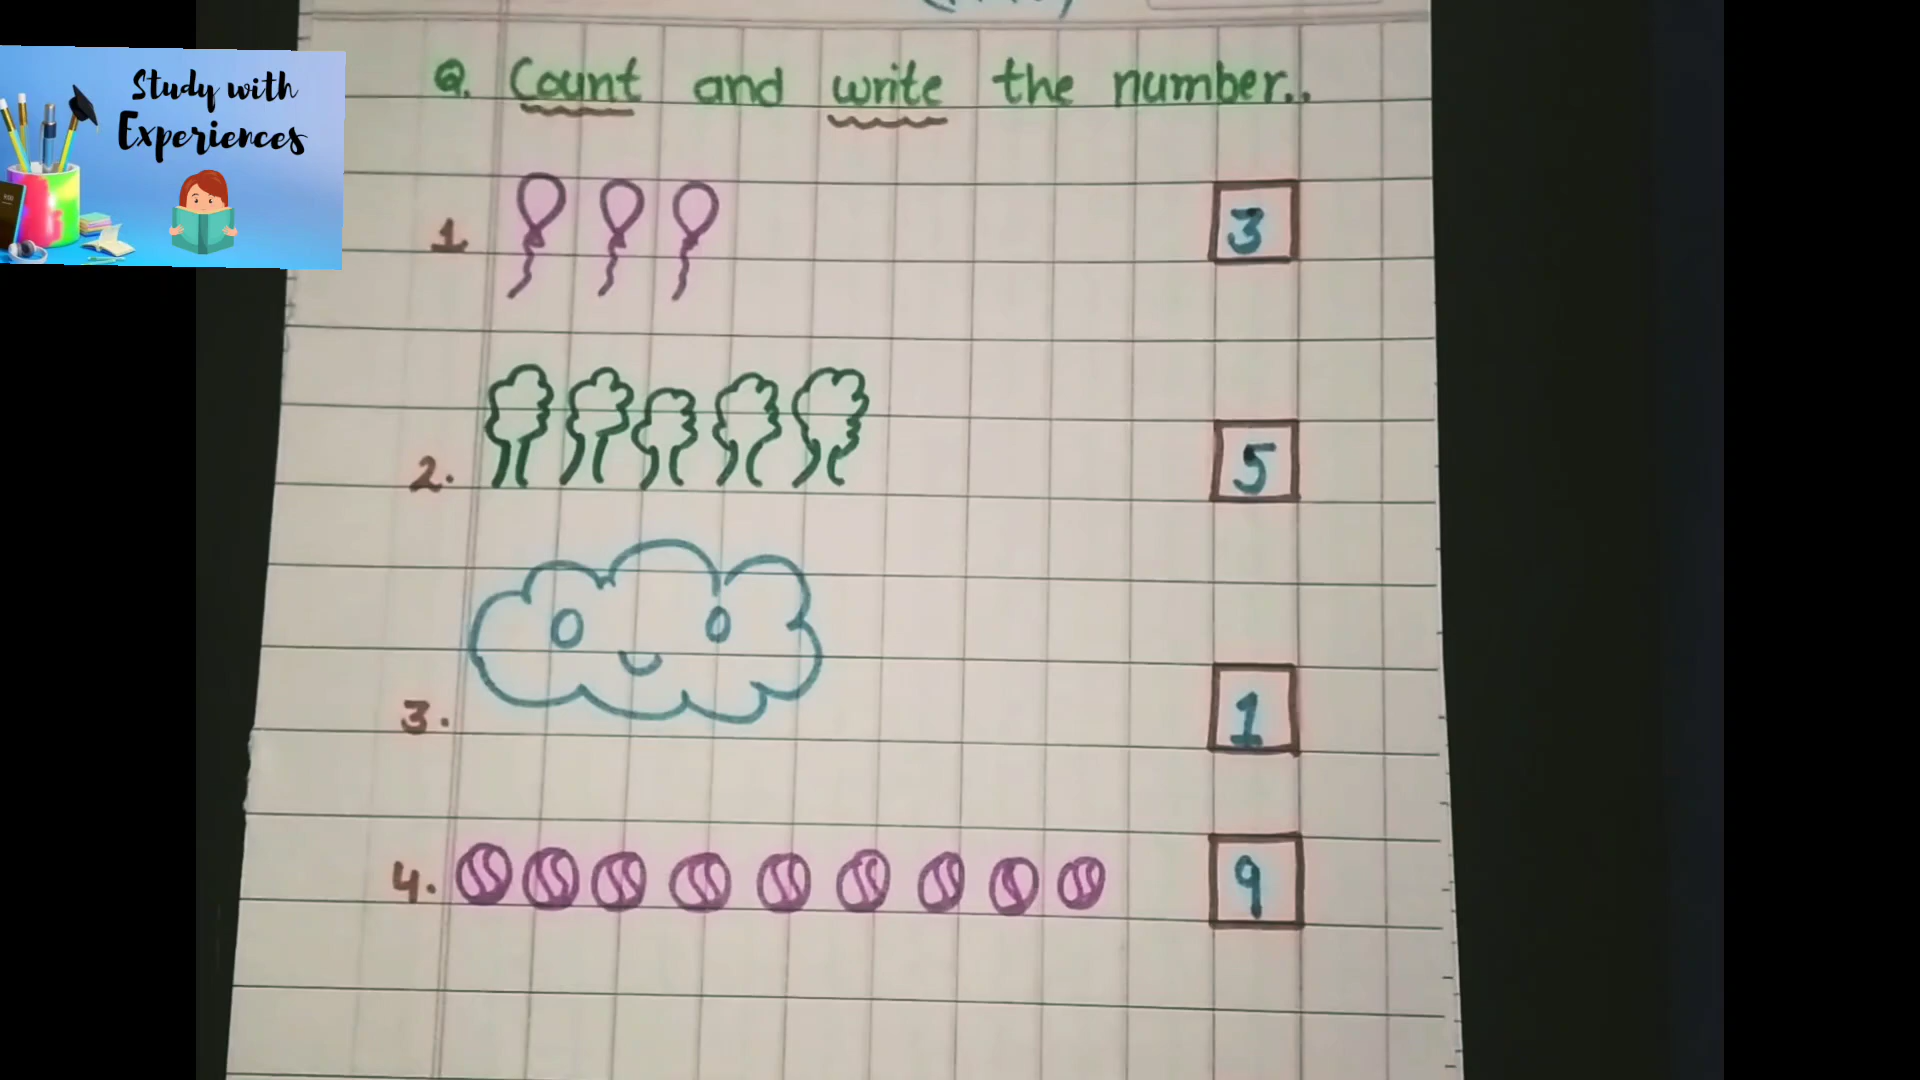 Study with
Experiences
Q. Count and write the number..
1 3
2. 5
3. 1
4. 9